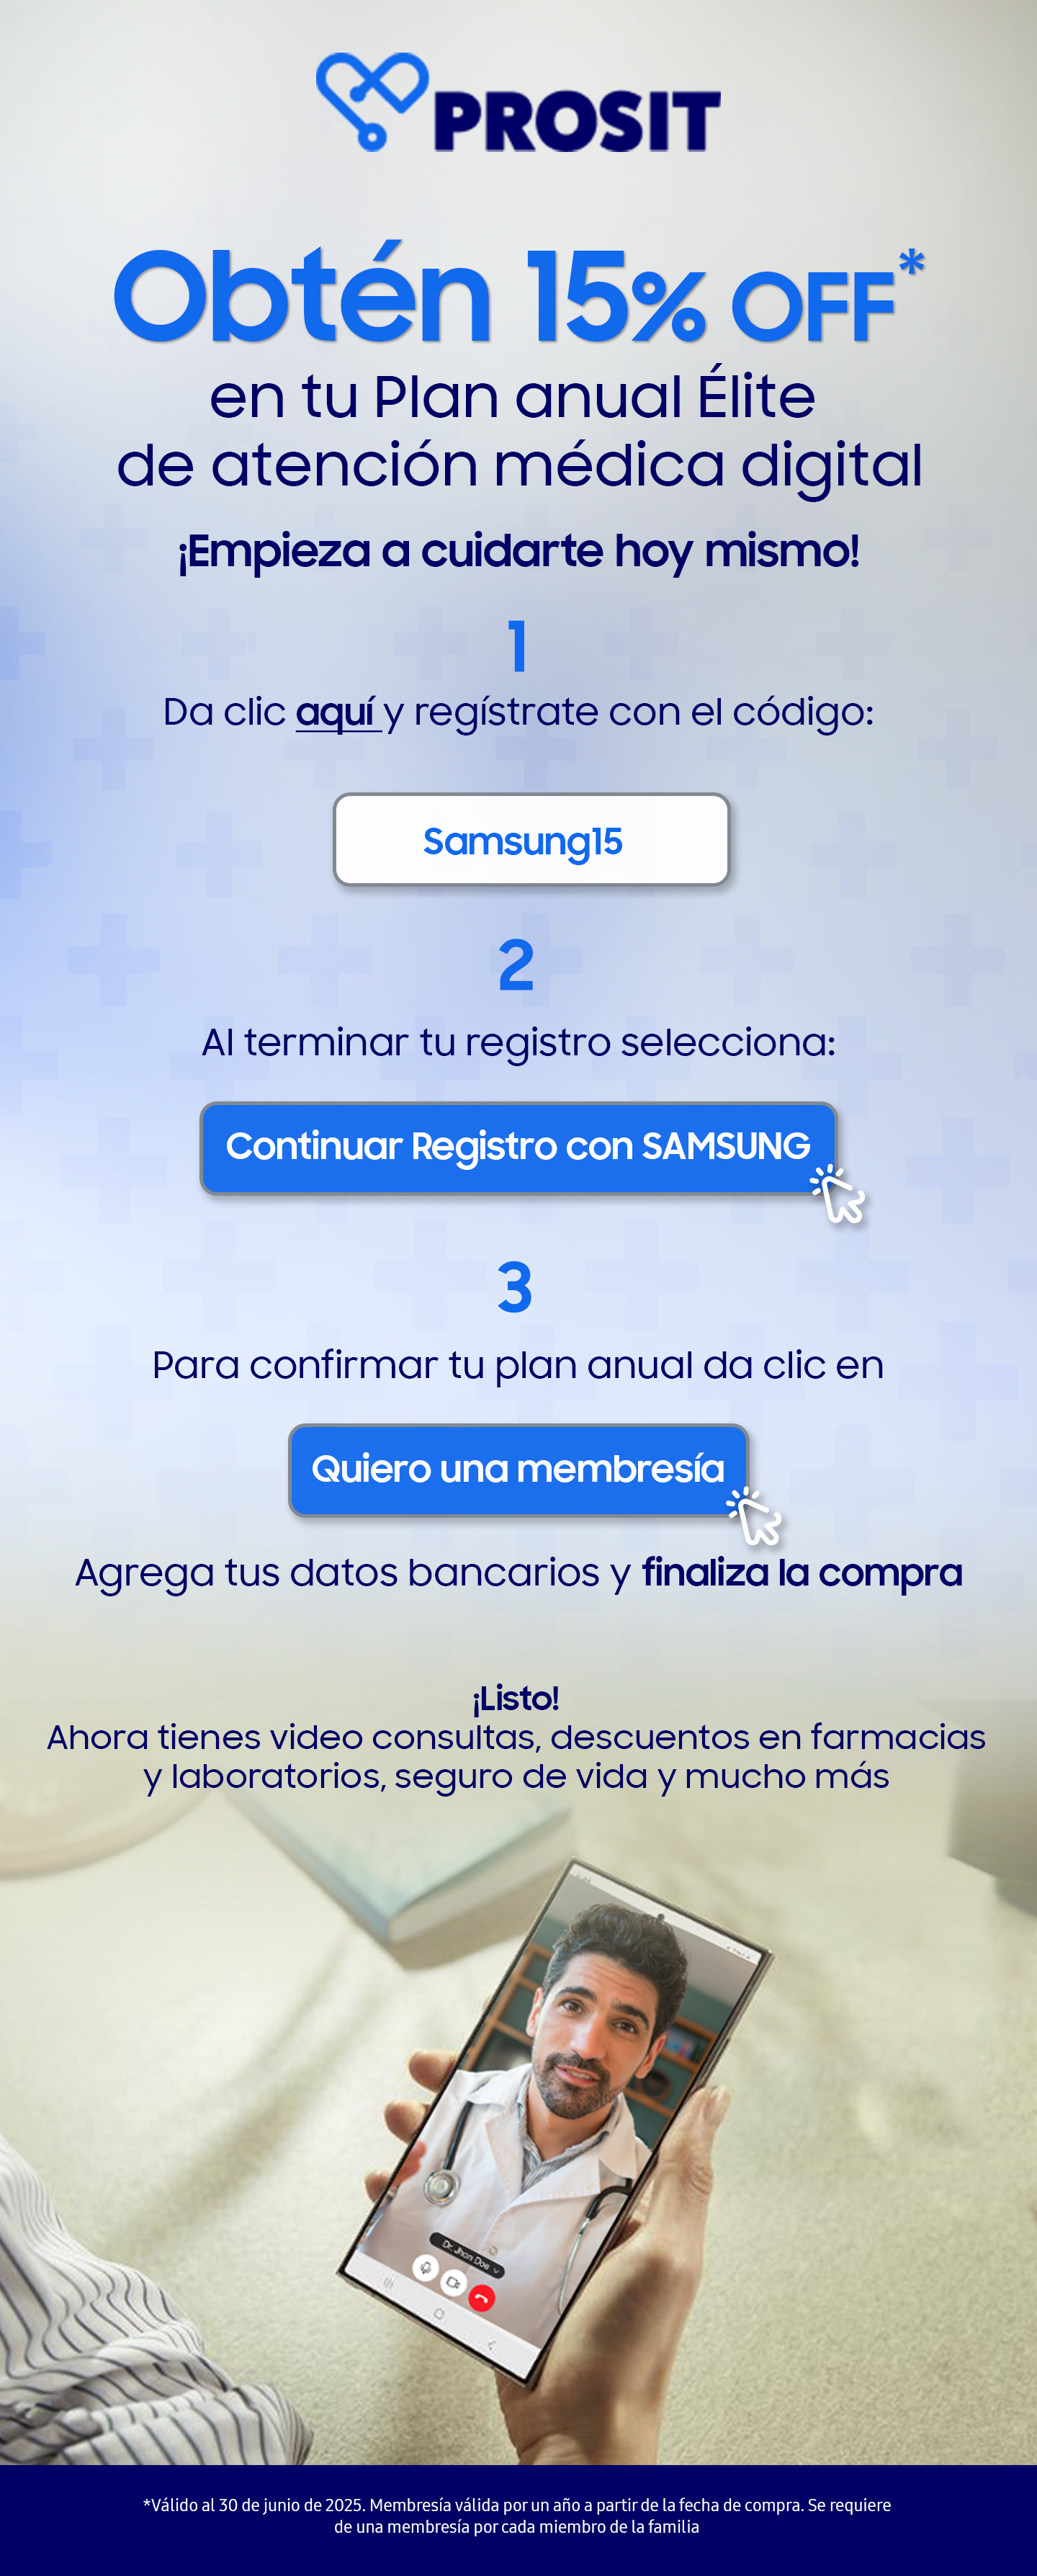 PROSIT
Obtén 15% OFF*
en tu Plan anual Élite
de atención médica digital
¡Empieza a cuidarte hoy mismo!
1
Da clic aquí y regístrate con el código:
Samsung15
2
Al terminar tu registro selecciona:
Continuar Registro con SAMSUNG
3
Para confirmar tu plan anual da clic en
Quiero una membresía
Agrega tus datos bancarios y finaliza la compra
¡Listo!
Ahora tienes video consultas, descuentos en farmacias
y laboratorios, seguro de vida y mucho más
Dr. Jhon Doe
*Válido al 30 de junio de 2025. Membresía válida por un año a partir de la fecha de compra. Se requiere
de una membresía por cada miembro de la familia